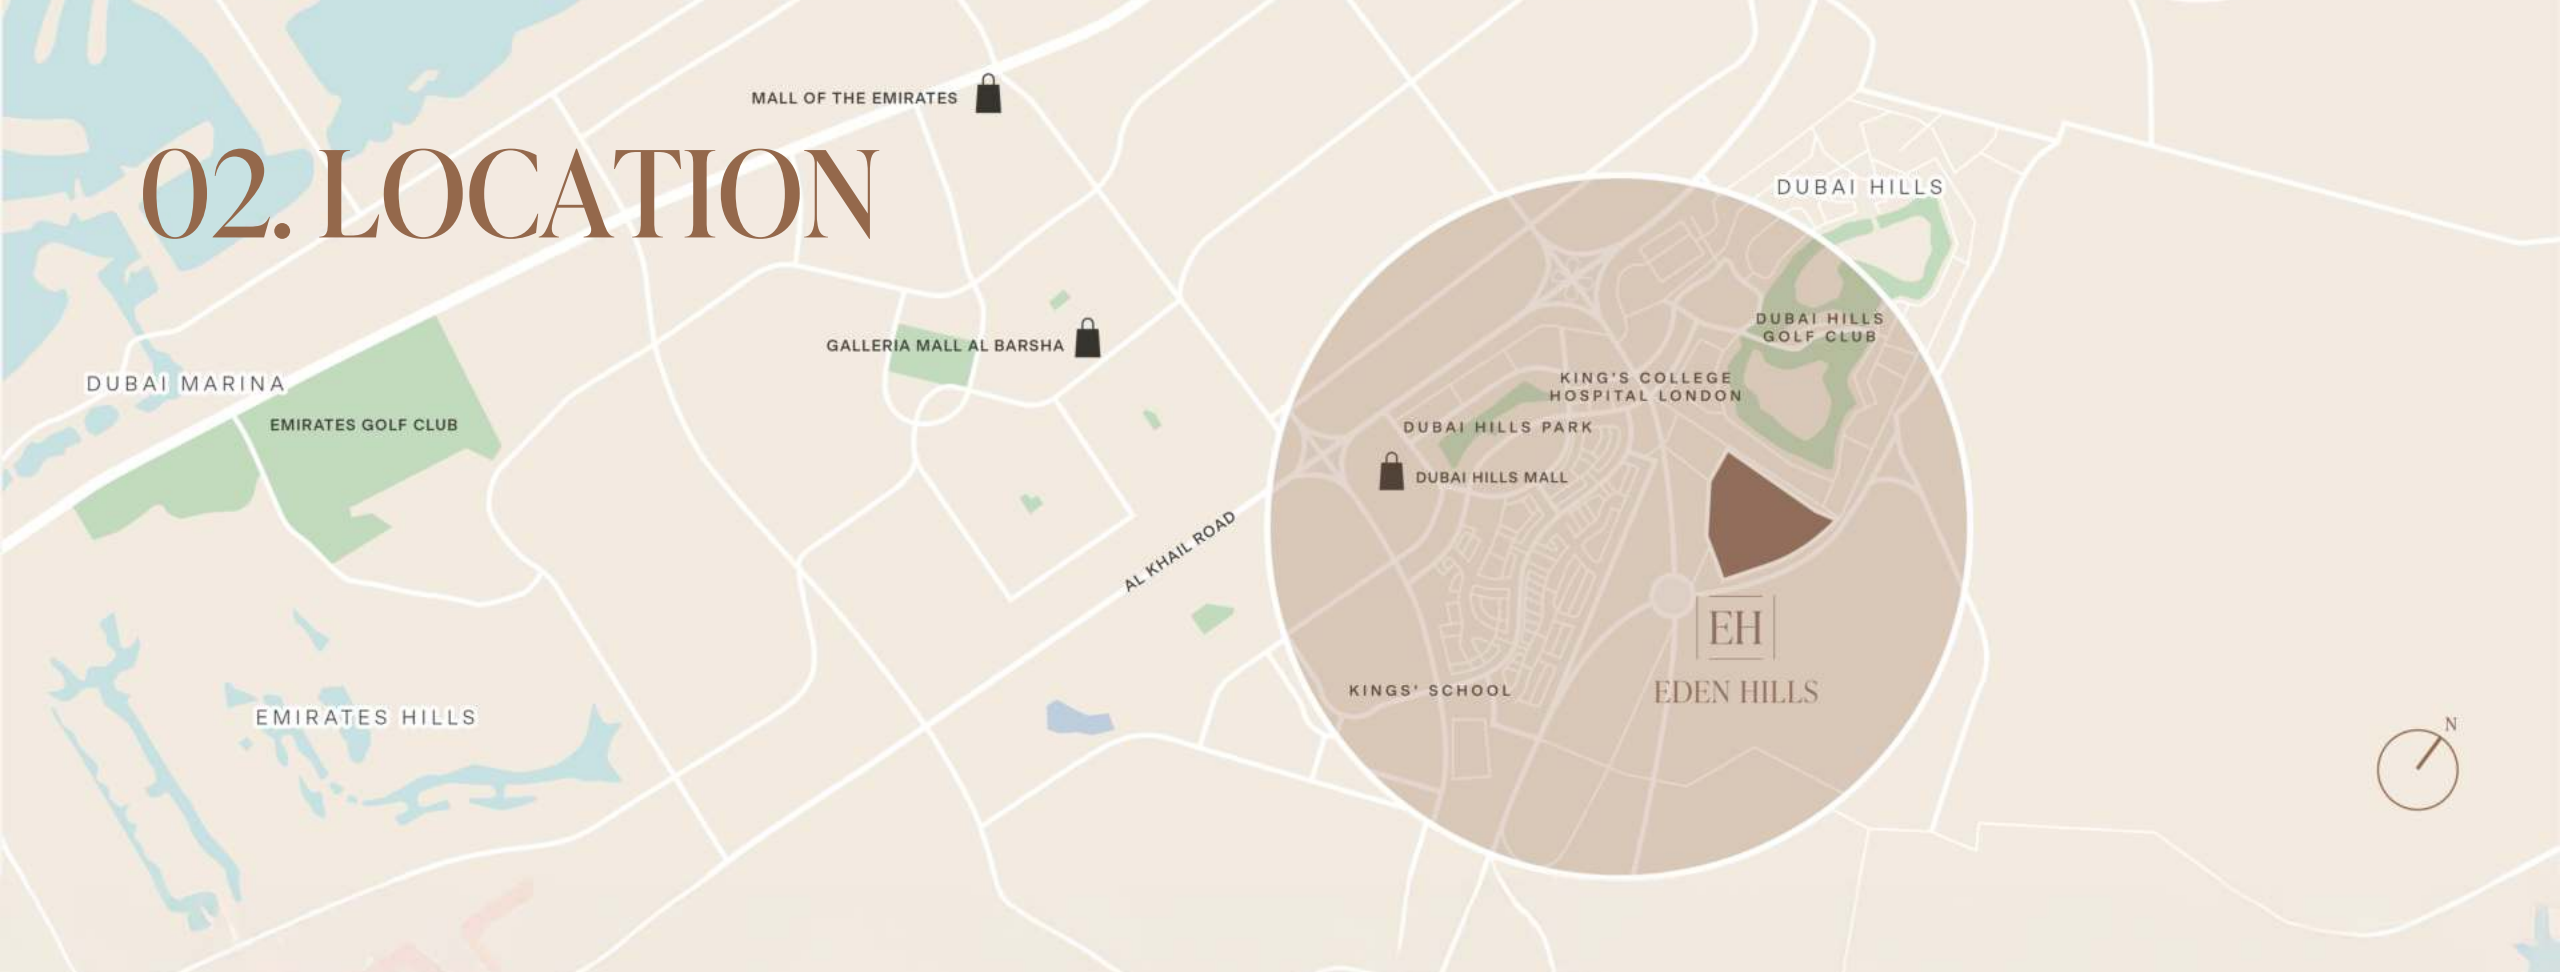 MALL OF THE EMIRATES
02. LOCATION
DUBAI HILLS
DUBAI HILLS
GOLF CLUB
GALLERIA MALL AL BARSHA
DUBAI MARINA
KING'S COLLEGE
HOSPITAL LONDON
EMIRATES GOLF CLUB
DUBAI HILLS PARK
DUBAI HILLS MALL
AL KHAIL ROAD
EH
EDEN HILLS
KINGS' SCHOOL
EMIRATES HILLS
N